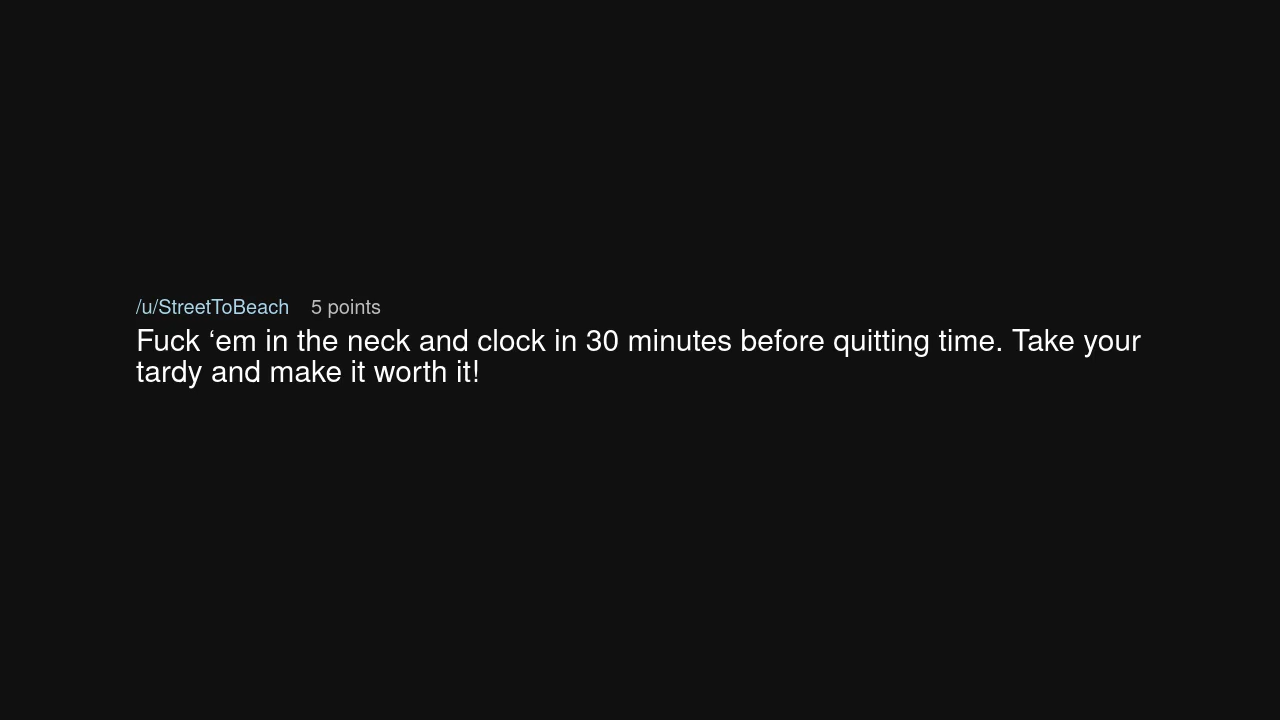 /u/StreetToBeach 5 points
Fuck ‘em in the neck and clock in 30 minutes before quitting time. Take your
tardy and make it worth it!